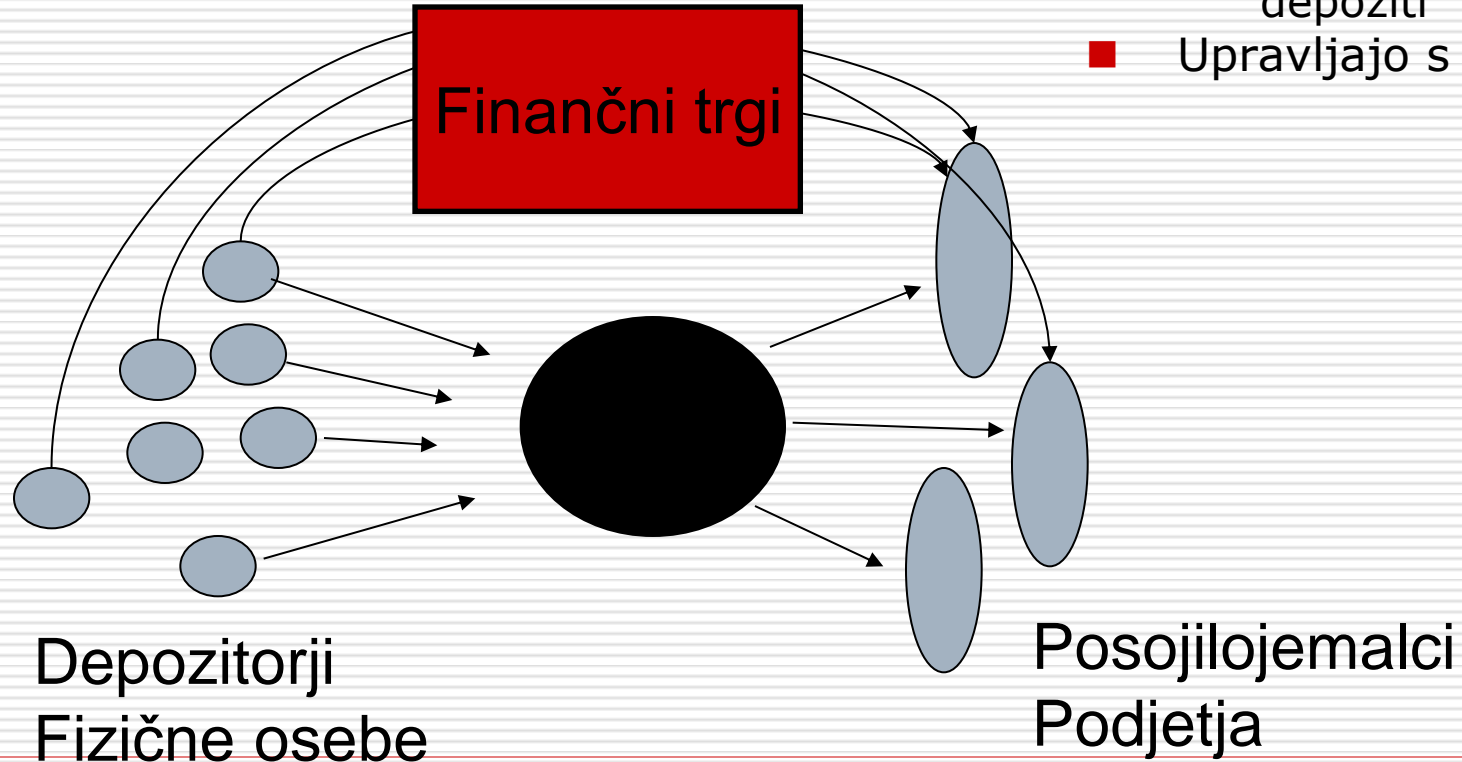 depoziti
Upravljajo s
Finančni trgi
Depozitorji
Fizične osebe
Posojilojemalci
Podjetja